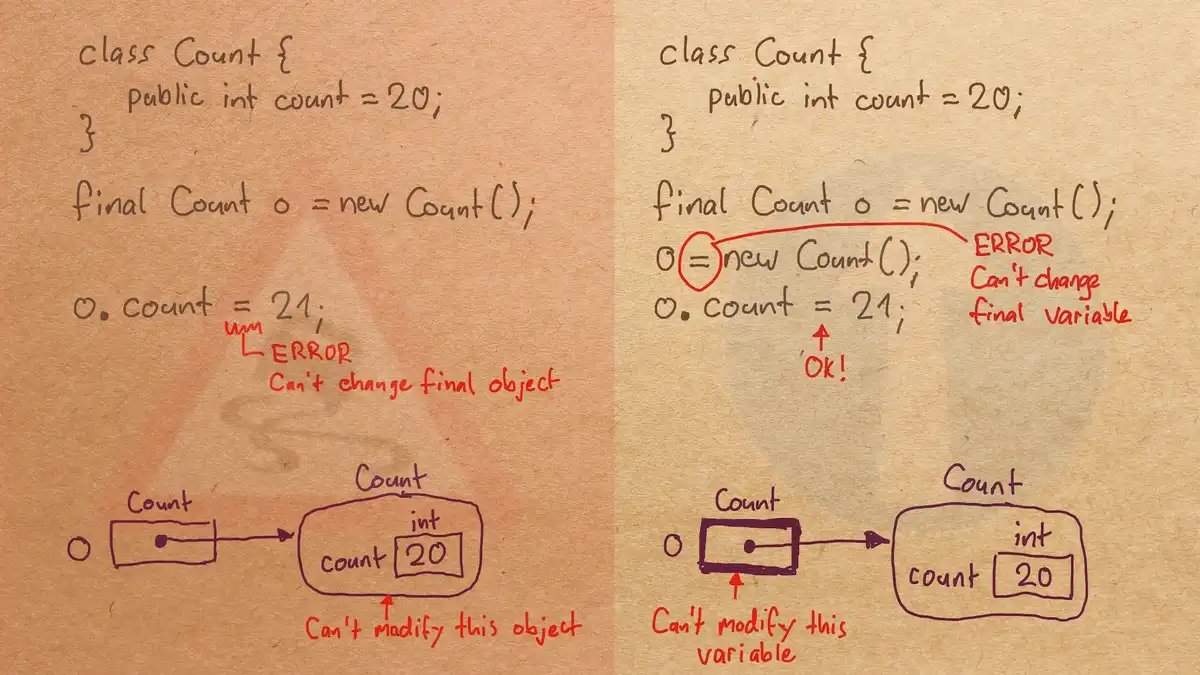 class Count {
public int count = 20;
}
final Count o = new Count();
o.count = 21;
ERROR
Can't change final object
Count
Count
o
int
count 20
Can't modify this object
class Count {
public int count = 20;
}
final Count o = new Count();
o = new Count();
ERROR
Can't change
final variable
o.count = 21;
Ok!
Count
Count
o
int
count 20
Can't modify this
variable